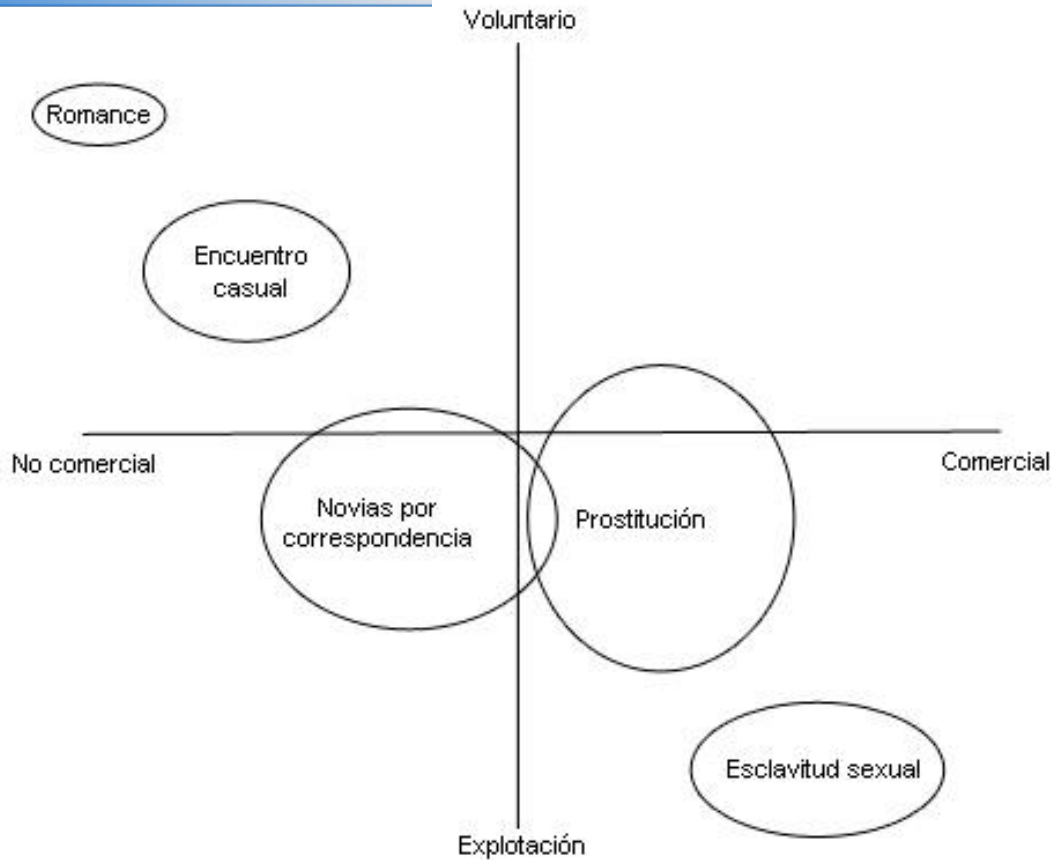 Voluntario
Romance
Encuentro
casual
No comercial
Comercial
Novias por
correspondencia
Prostitución
Esclavitud sexual
Explotación